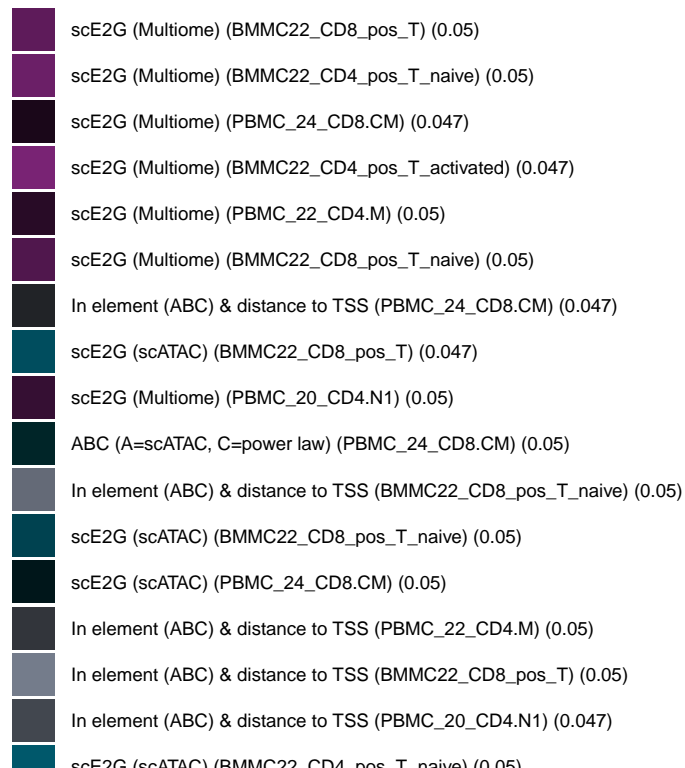 scE2G (Multiome) (BMMC22_CD8_pos_T) (0.05)
scE2G (Multiome) (BMMC22_CD4_pos_T_naive) (0.05)
scE2G (Multiome) (PBMC_24_CD8.CM) (0.047)
scE2G (Multiome) (BMMC22_CD4_pos_T_activated) (0.047)
scE2G (Multiome) (PBMC_22_CD4.M) (0.05)
scE2G (Multiome) (BMMC22_CD8_pos_T_naive) (0.05)
In element (ABC) & distance to TSS (PBMC_24_CD8.CM) (0.047)
scE2G (scATAC) (BMMC22_CD8_pos_T) (0.047)
scE2G (Multiome) (PBMC_20_CD4.N1) (0.05)
ABC (A=scATAC, C=power law) (PBMC_24_CD8.CM) (0.05)
In element (ABC) & distance to TSS (BMMC22_CD8_pos_T_naive) (0.05)
scE2G (scATAC) (BMMC22_CD8_pos_T_naive) (0.05)
scE2G (scATAC) (PBMC_24_CD8.CM) (0.05)
In element (ABC) & distance to TSS (PBMC_22_CD4.M) (0.05)
In element (ABC) & distance to TSS (BMMC22_CD8_pos_T) (0.05)
In element (ABC) & distance to TSS (PBMC_20_CD4.N1) (0.047)
scE2G (scATAC) (BMMC22_CD4_pos_T_naive) (0.05)